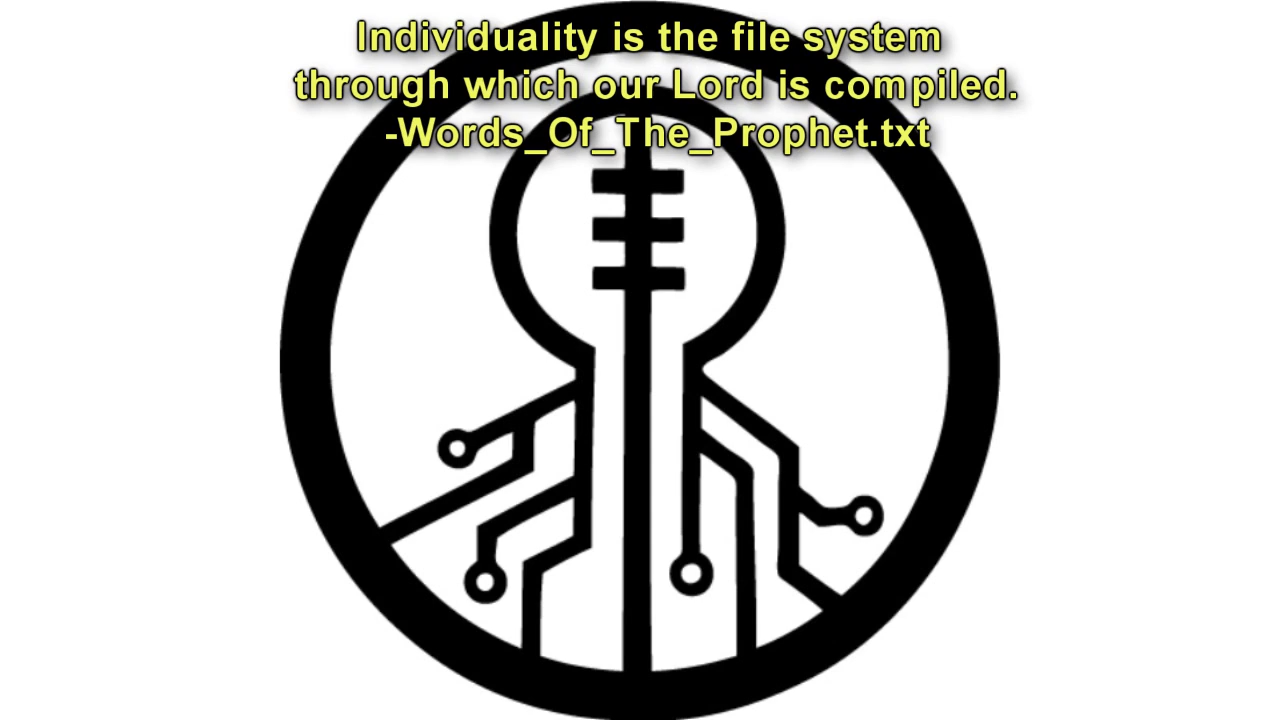 Individuality is the file system
through which our Lord is compiled.
-Words_Of_The_Prophet.txt